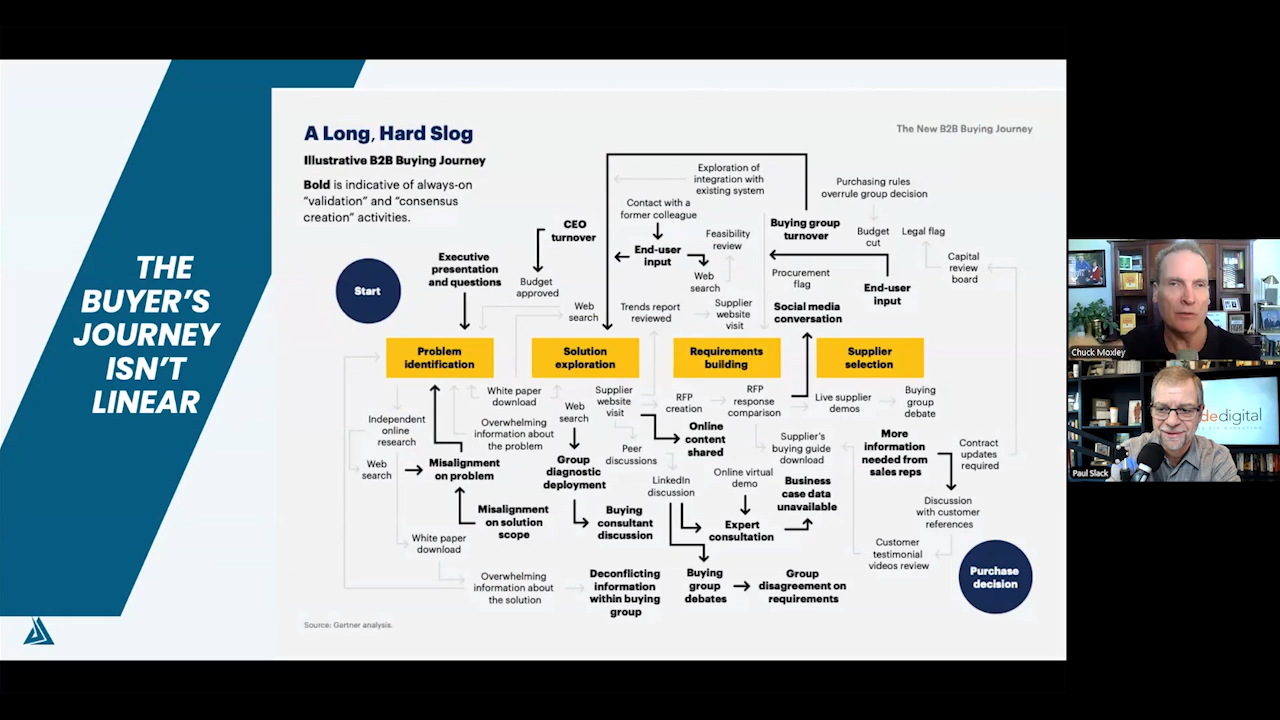 THE
BUYER'S
JOURNEY
ISN'T
LINEAR
A Long, Hard Slog
The New B2B Buying Journey
Illustrative B2B Buying Journey
Bold is indicative of always-on
"validation" and "consensus
creation" activities.
Start
Executive
presentation
and questions
CEO
turnover
Budget
approved
Web
search
Exploration of
integration with
existing system
Contact with a
former colleague
End-user
input
Feasibility
review
Web
search
Trends report
reviewed
Supplier
website
visit
Buying group
turnover
Procurement
flag
Social media
conversation
Purchasing rules
overrule group decision
Budget
cut
Legal flag
Capital
review
board
End-user
input
Problem
identification
Solution
exploration
Requirements
building
Supplier
selection
Independent
online
research
Web
search
White paper
download
Overwhelming
information about
the problem
Misalignment
on problem
Misalignment
on solution
scope
White paper
download
Overwhelming
information about
the solution
Web
search
Group
diagnostic
deployment
Supplier
website
visit
Peer
discussions
Buying
consultant
discussion
Deconflicting
information
within buying
group
RFP
creation
Online
content
shared
LinkedIn
discussion
Buying
group
debates
RFP
response
comparison
Online virtual
demo
Expert
consultation
Supplier's
buying guide
download
Business
case data
unavailable
Group
disagreement on
requirements
Live supplier
demos
Buying
group
debate
More
information
needed from
sales reps
Contract
updates
required
Discussion
with customer
references
Customer
testimonial
videos review
Purchase
decision
Source: Gartner analysis.
Chuck Moxley
dedigital
Paul Slack